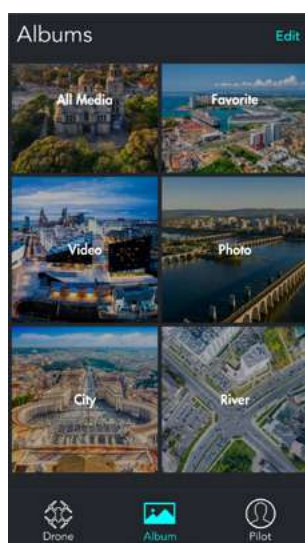 Albums Edit
All Media Favorite
Video Photo
City River
Drone Album Pilot